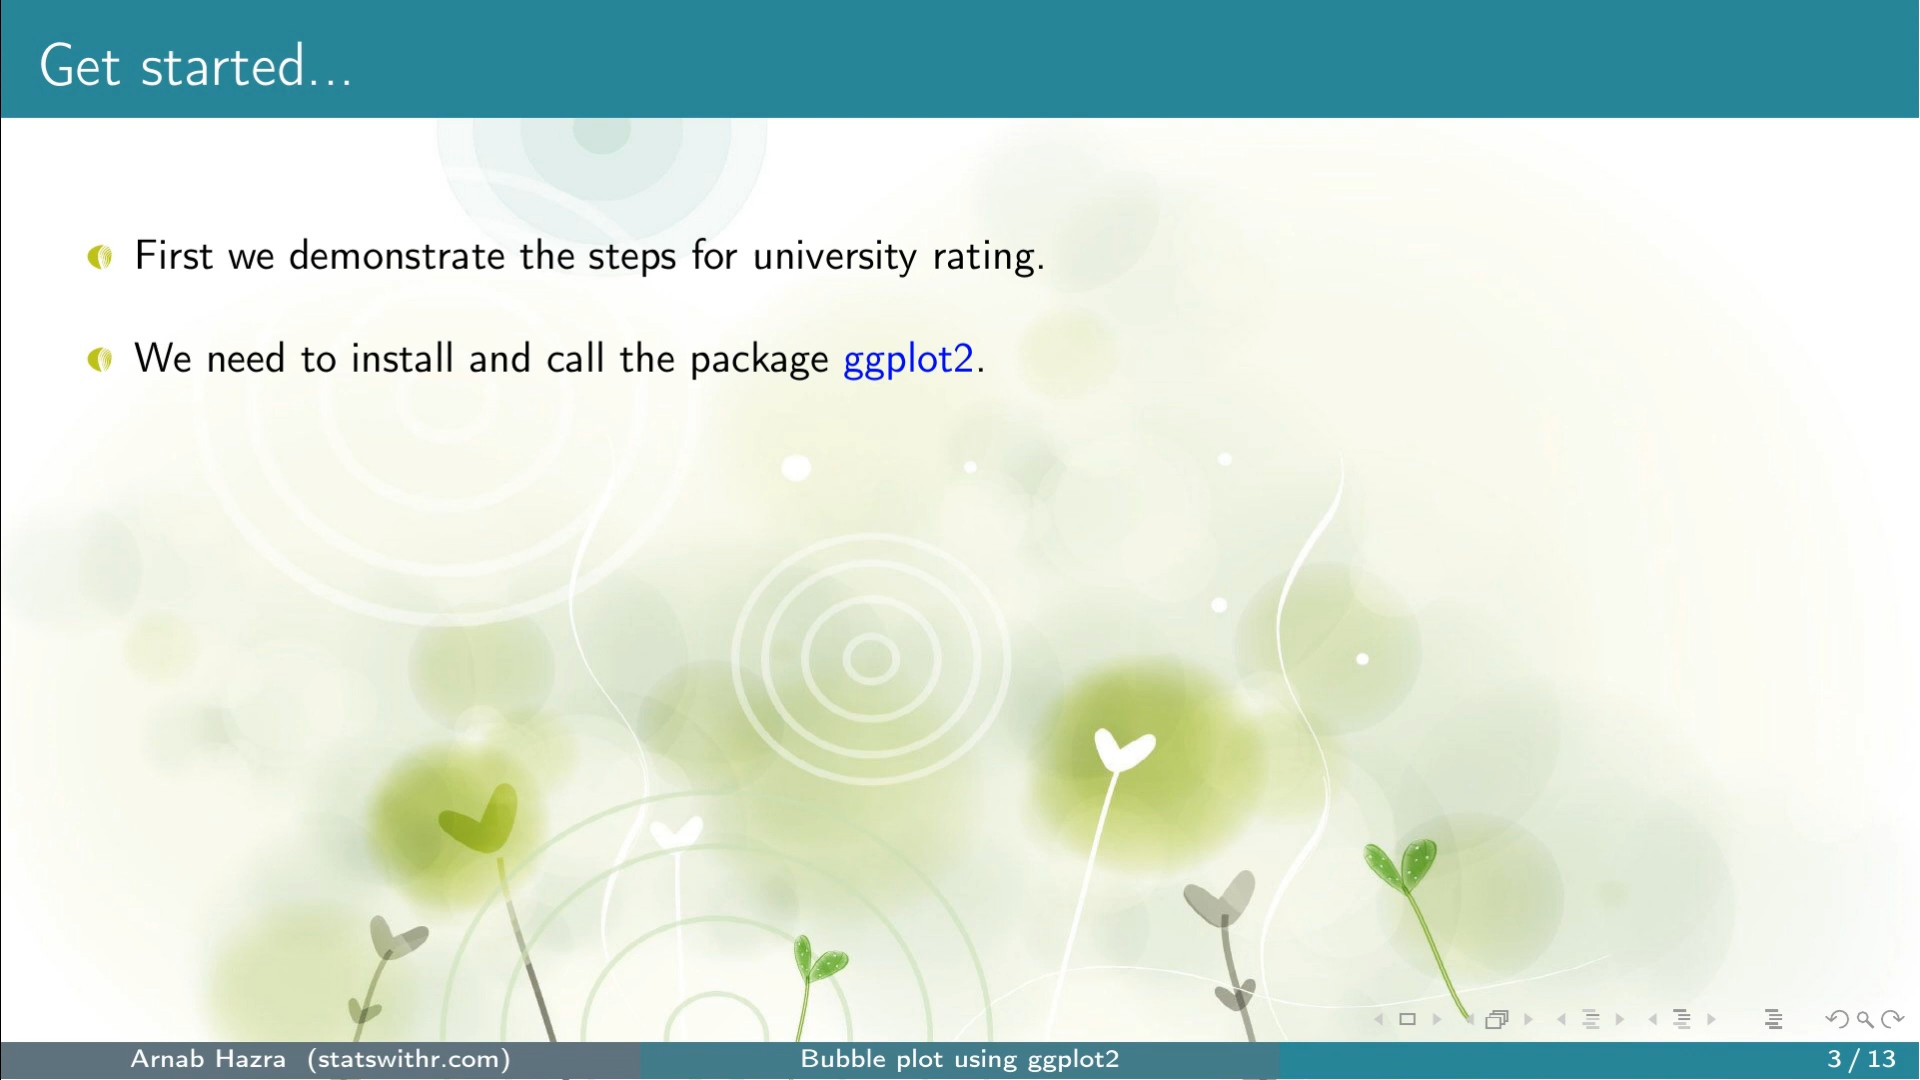 Get started...
First we demonstrate the steps for university rating.
We need to install and call the package ggplot2.
Arnab Hazra (statswithr.com)
Bubble plot using ggplot2
3 / 13